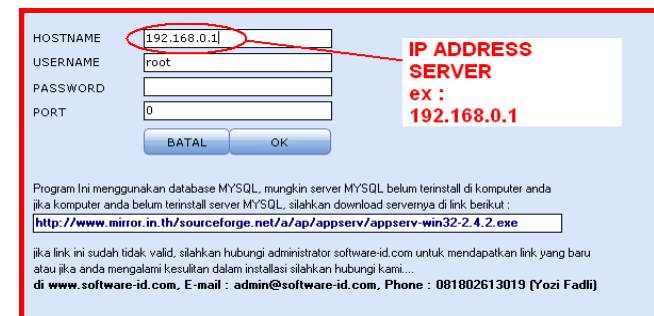 HOSTNAME 192.168.0.1
USERNAME root
PASSWORD
PORT 0
BATAL OK
IP ADDRESS
SERVER
ex :
192.168.0.1
Program Ini menggunakan database MYSQL, mungkin server MYSQL belum terinstall di komputer anda
jika komputer anda belum terinstall server MYSQL, silahkan download servernya di link berikut :
http://www.mirror.in.th/sourceforge.net/a/ap/appserv/appserv-win32-2.4.2.exe
jika link ini sudah tidak valid, silahkan hubungi administrator software-id.com untuk mendapatkan link yang baru
atau jika anda mengalami kesulitan dalam installasi silahkan hubungi kami....
di www.software-id.com, E-mail : admin@software-id.com, Phone : 081802613019 (Yozi Fadli)